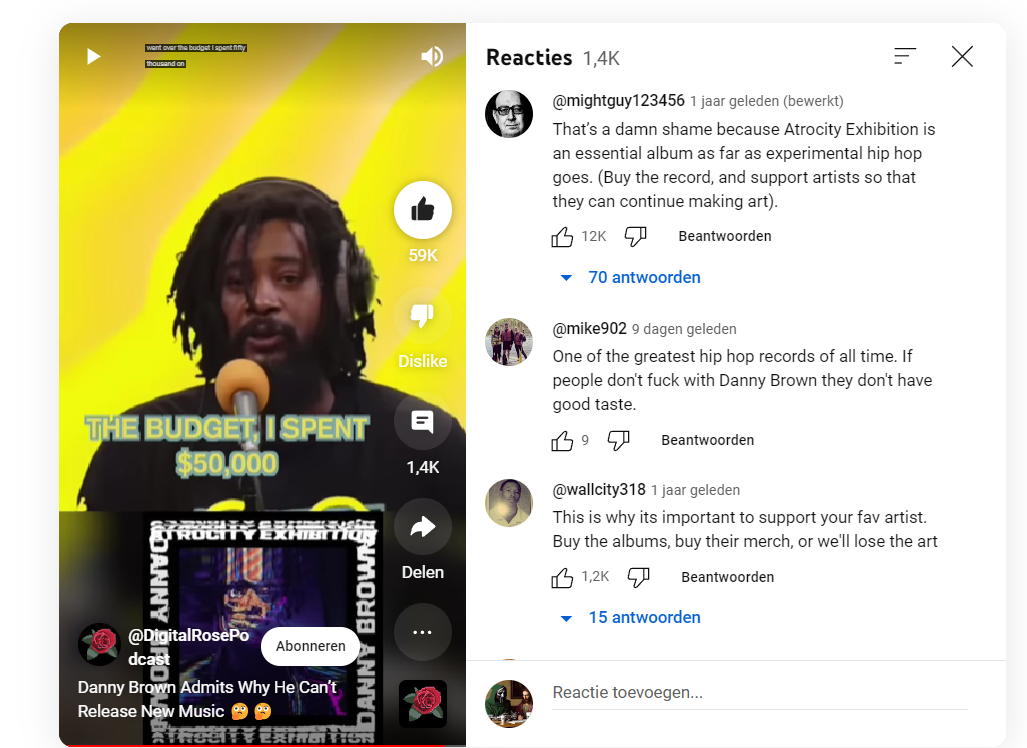 went over the budget I spent fifty
thousand on
THE BUDGET, I SPENT
$50,000
59K
Dislike
1,4K
Delen
ATROCITY EXHIBITION
DANNY BROWN
DANNY BROWN
@DigitalRosePo
dcast
Abonneren
Danny Brown Admits Why He Can’t
Release New Music
Reacties 1,4K
@mightguy123456 1 jaar geleden (bewerkt)
That’s a damn shame because Atrocity Exhibition is
an essential album as far as experimental hip hop
goes. (Buy the record, and support artists so that
they can continue making art).
12K Beantwoorden
70 antwoorden
@mike902 9 dagen geleden
One of the greatest hip hop records of all time. If
people don't fuck with Danny Brown they don't have
good taste.
9 Beantwoorden
@wallcity318 1 jaar geleden
This is why its important to support your fav artist.
Buy the albums, buy their merch, or we'll lose the art
1,2K Beantwoorden
15 antwoorden
Reactie toevoegen...